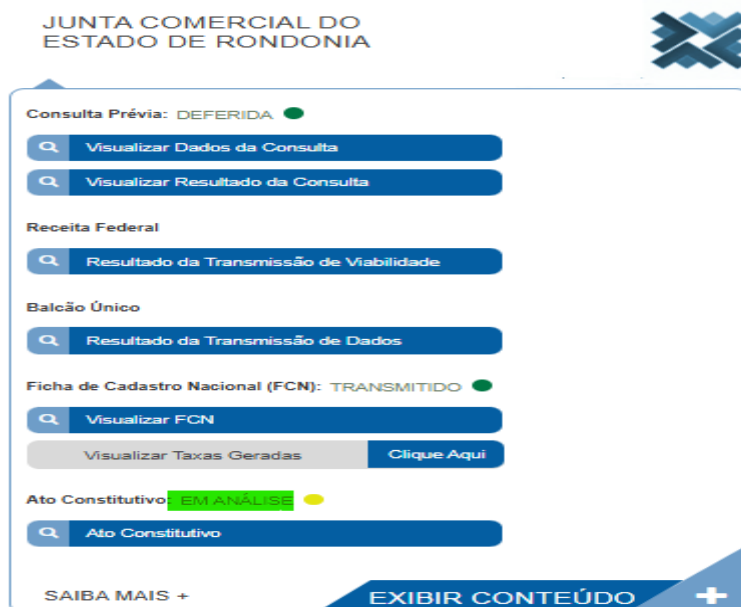 JUNTA COMERCIAL DO
ESTADO DE RONDONIA
Consulta Prévia: DEFERIDA
Visualizar Dados da Consulta
Visualizar Resultado da Consulta
Receita Federal
Resultado da Transmissão de Viabilidade
Balcão Único
Resultado da Transmissão de Dados
Ficha de Cadastro Nacional (FCN): TRANSMITIDO
Visualizar FCN
Visualizar Taxas Geradas Clique Aqui
Ato Constitutivo: EM ANÁLISE
Ato Constitutivo
SAIBA MAIS + EXIBIR CONTEÚDO +